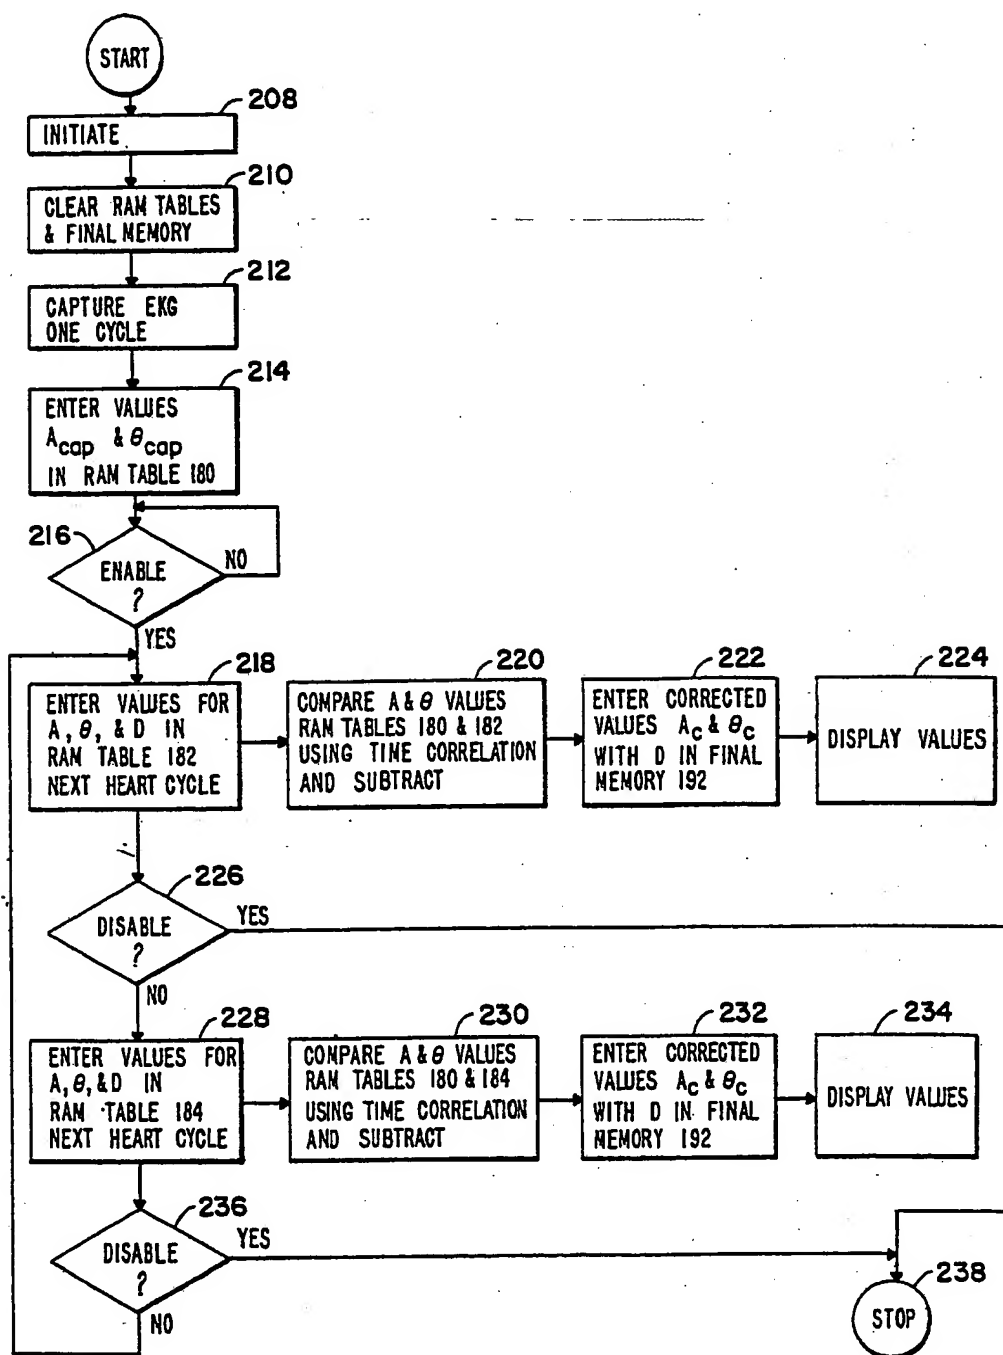 START
208
INITIATE
210
CLEAR RAM TABLES
& FINAL MEMORY
212
CAPTURE EKG
ONE CYCLE
214
ENTER VALUES
Acap & θcap
IN RAM TABLE 180
216
ENABLE
?
NO
YES
218
ENTER VALUES FOR
A, θ, & D IN
RAM TABLE 182
NEXT HEART CYCLE
220
COMPARE A & θ VALUES
RAM TABLES 180 & 182
USING TIME CORRELATION
AND SUBTRACT
222
ENTER CORRECTED
VALUES Ac & θc
WITH D IN FINAL
MEMORY 192
224
DISPLAY VALUES
226
DISABLE
?
YES
NO
228
ENTER VALUES FOR
A, θ, & D IN
RAM TABLE 184
NEXT HEART CYCLE
230
COMPARE A & θ VALUES
RAM TABLES 180 & 184
USING TIME CORRELATION
AND SUBTRACT
232
ENTER CORRECTED
VALUES Ac & θc
WITH D IN FINAL
MEMORY 192
234
DISPLAY VALUES
236
DISABLE
?
YES
NO
238
STOP